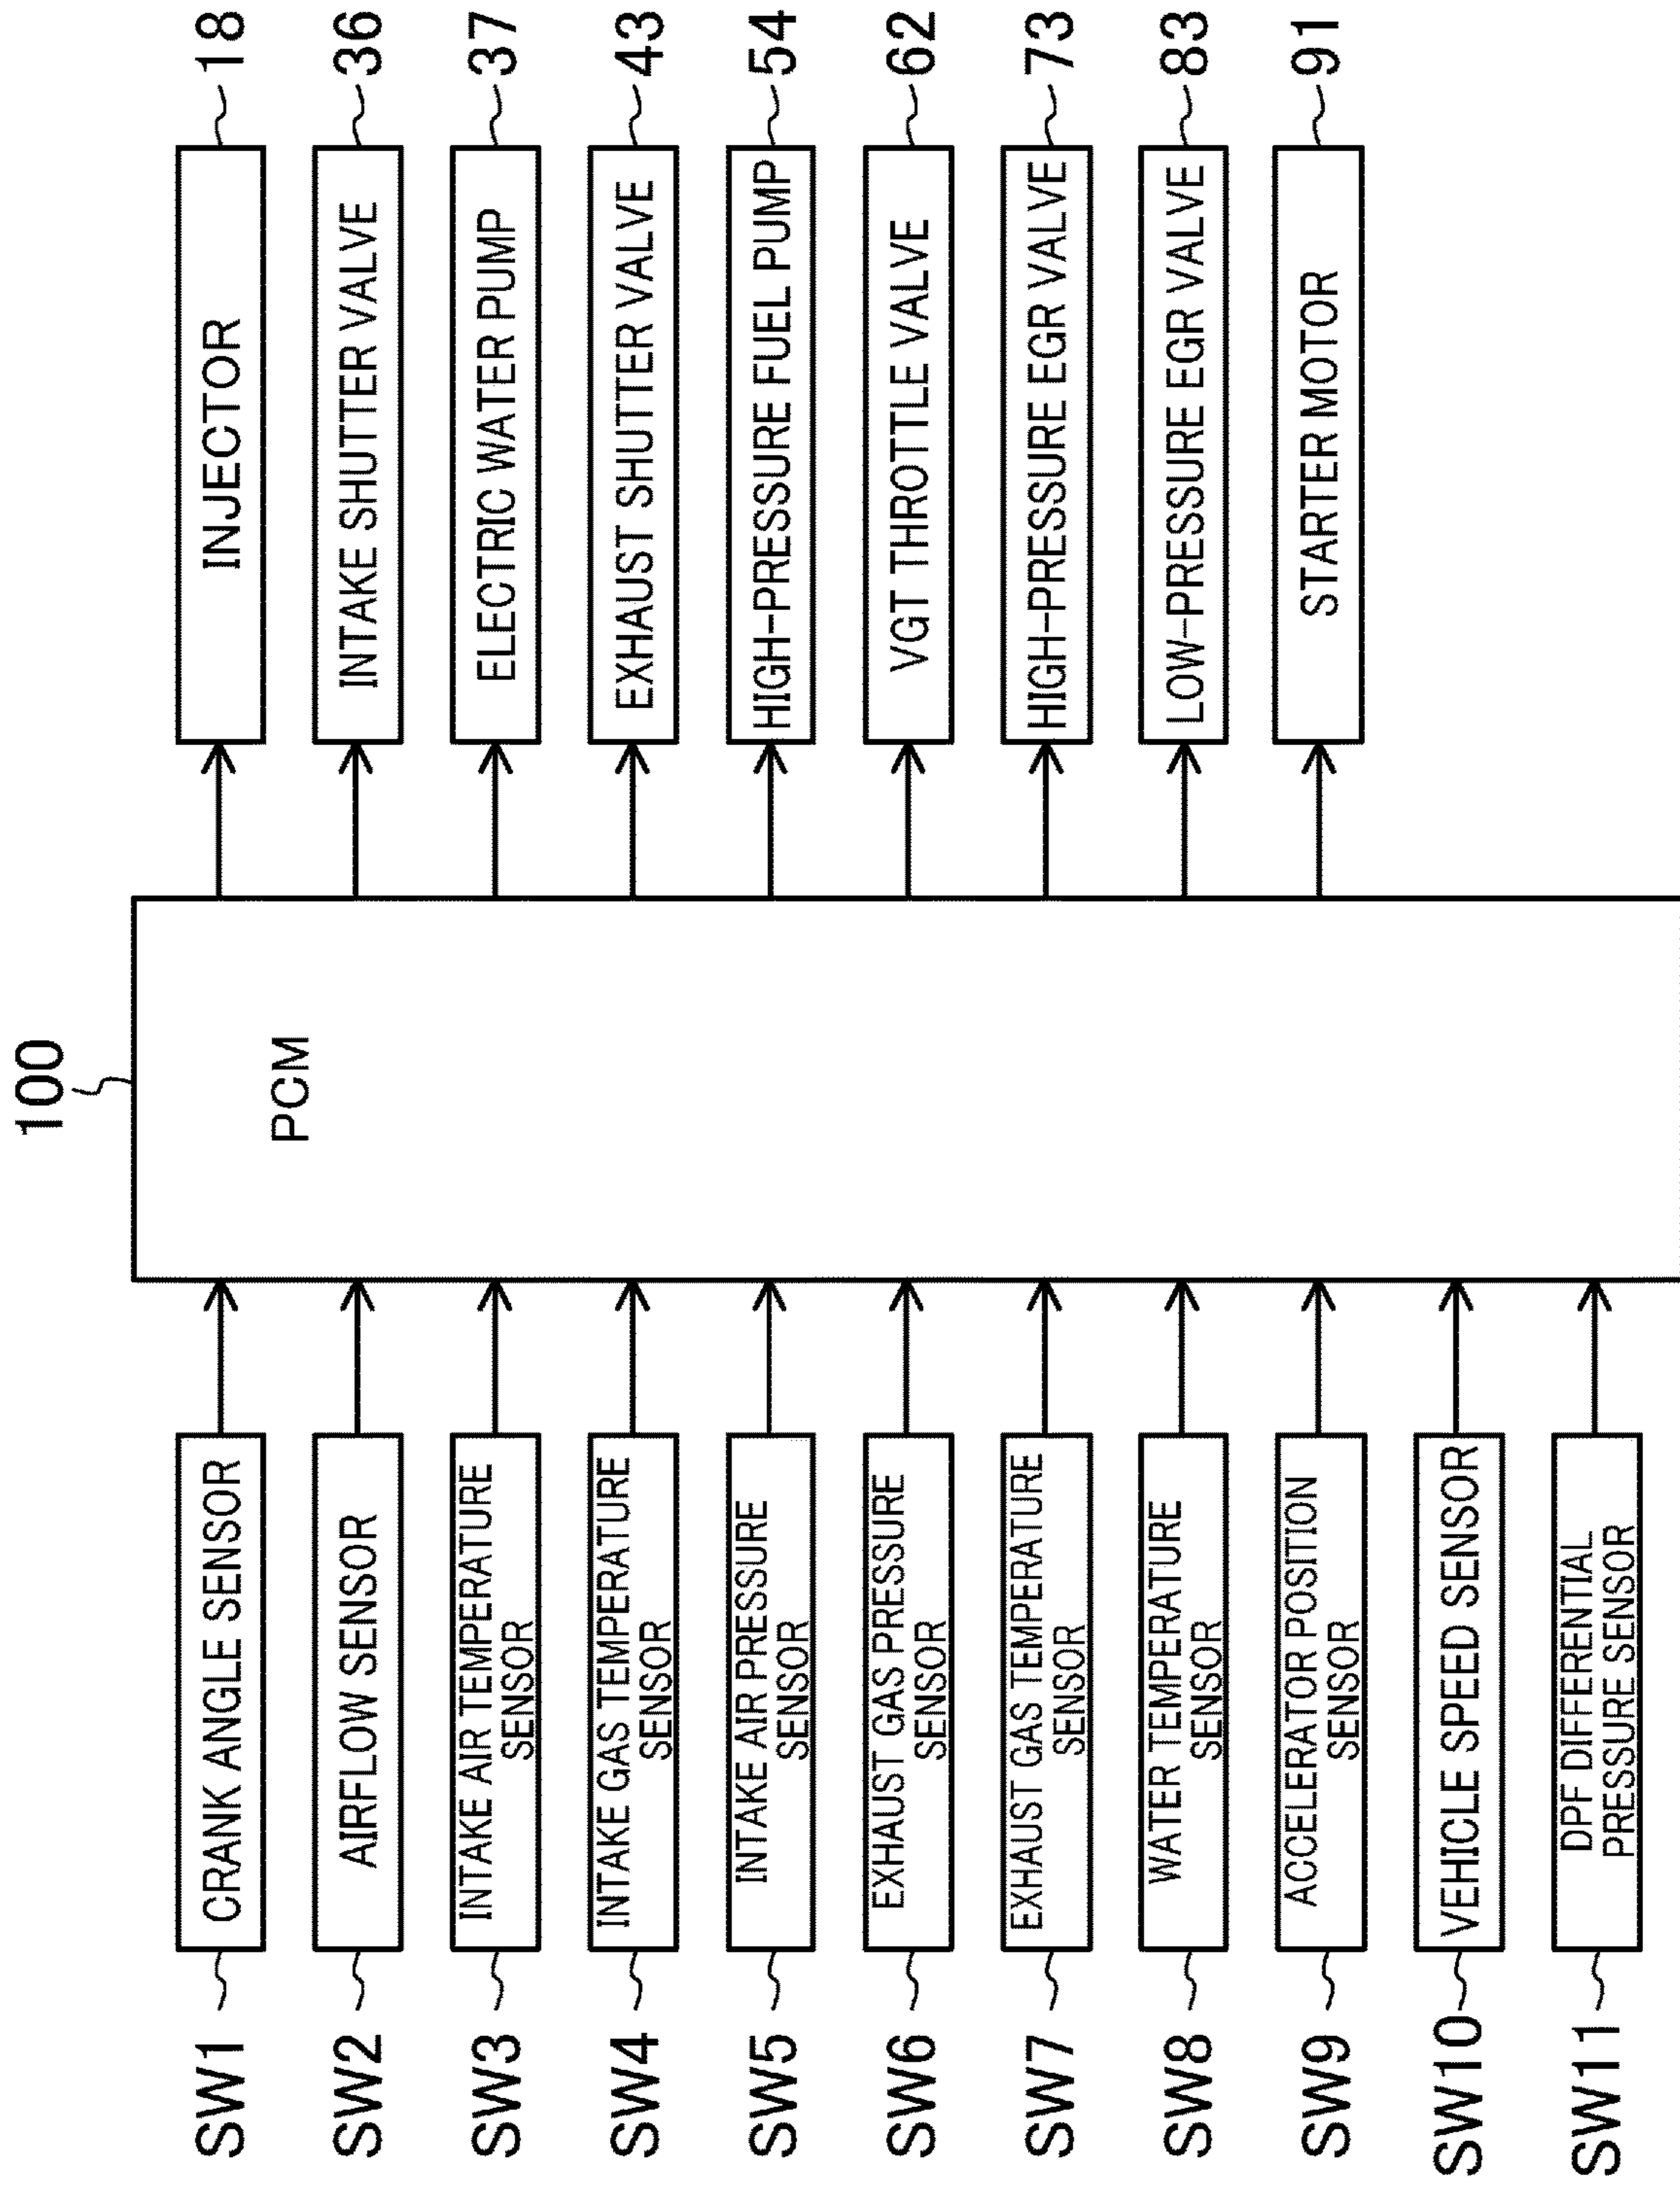 100
PCM
SW1
CRANK ANGLE SENSOR
SW2
AIRFLOW SENSOR
SW3
INTAKE AIR TEMPERATURE
SENSOR
SW4
INTAKE GAS TEMPERATURE
SENSOR
SW5
INTAKE AIR PRESSURE
SENSOR
SW6
EXHAUST GAS PRESSURE
SENSOR
SW7
EXHAUST GAS TEMPERATURE
SENSOR
SW8
WATER TEMPERATURE
SENSOR
SW9
ACCELERATOR POSITION
SENSOR
SW10
VEHICLE SPEED SENSOR
SW11
DPF DIFFERENTIAL
PRESSURE SENSOR
INJECTOR
18
INTAKE SHUTTER VALVE
36
ELECTRIC WATER PUMP
37
EXHAUST SHUTTER VALVE
43
HIGH-PRESSURE FUEL PUMP
54
VGT THROTTLE VALVE
62
HIGH-PRESSURE EGR VALVE
73
LOW-PRESSURE EGR VALVE
83
STARTER MOTOR
91